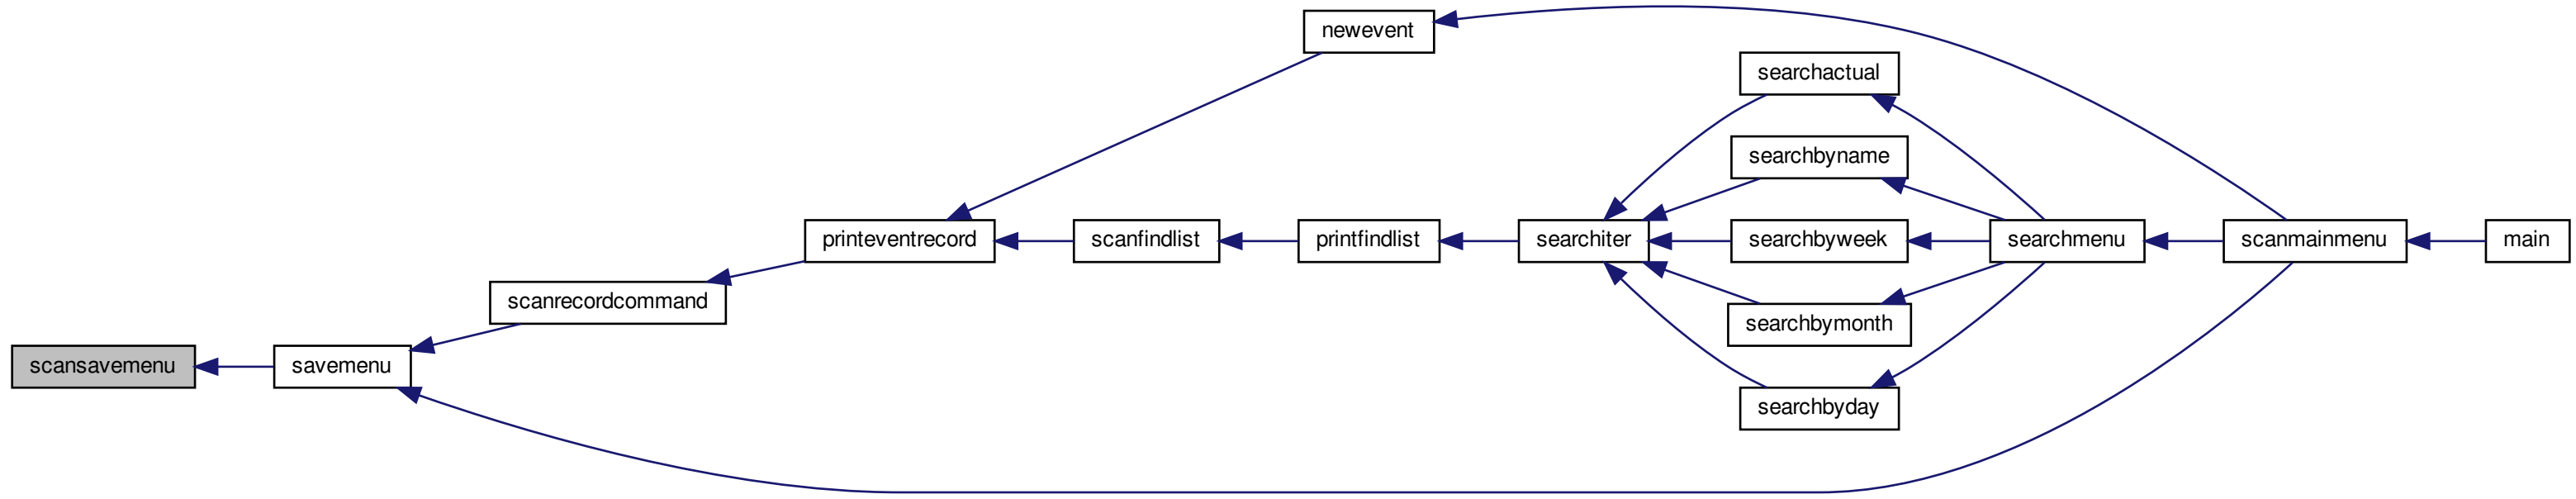 newevent
searchactual
searchbyname
printeventrecord
scanfindlist
printfindlist
searchiter
searchbyweek
searchmenu
scanmainmenu
main
scanrecordcommand
searchbymonth
scansavemenu
savemenu
searchbyday